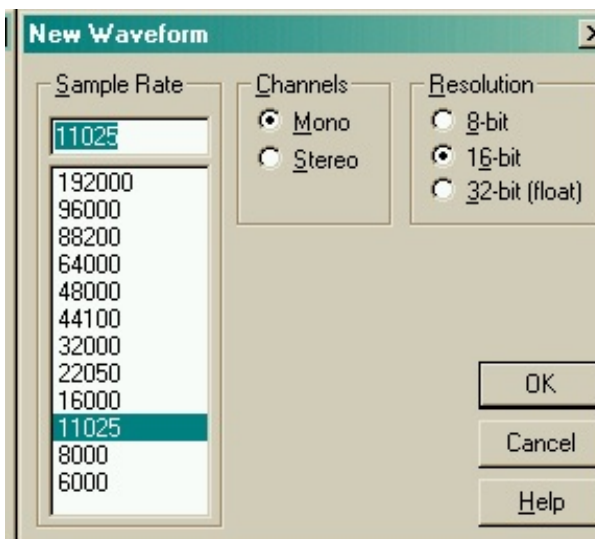 New Waveform
Sample Rate
11025
192000
96000
88200
64000
48000
44100
32000
22050
16000
11025
8000
6000
Channels
Mono
Stereo
Resolution
8-bit
16-bit
32-bit (float)
OK
Cancel
Help